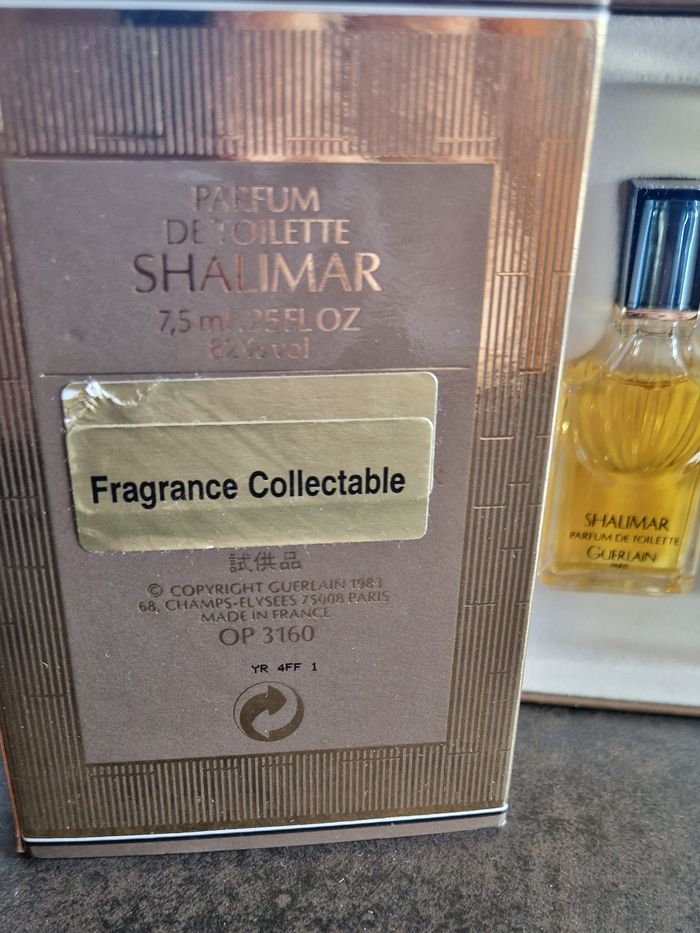 PARFUM
DE TOILETTE
SHALIMAR
7,5 ml .25 FL OZ
82% vol
Fragrance Collectable
試供品
© COPYRIGHT GUERLAIN 1983
68, CHAMPS-ELYSEES 75008 PARIS
MADE IN FRANCE
OP 3160
YR 4FF 1
SHALIMAR
PARFUM DE TOILETTE
GUERLAIN
PARIS